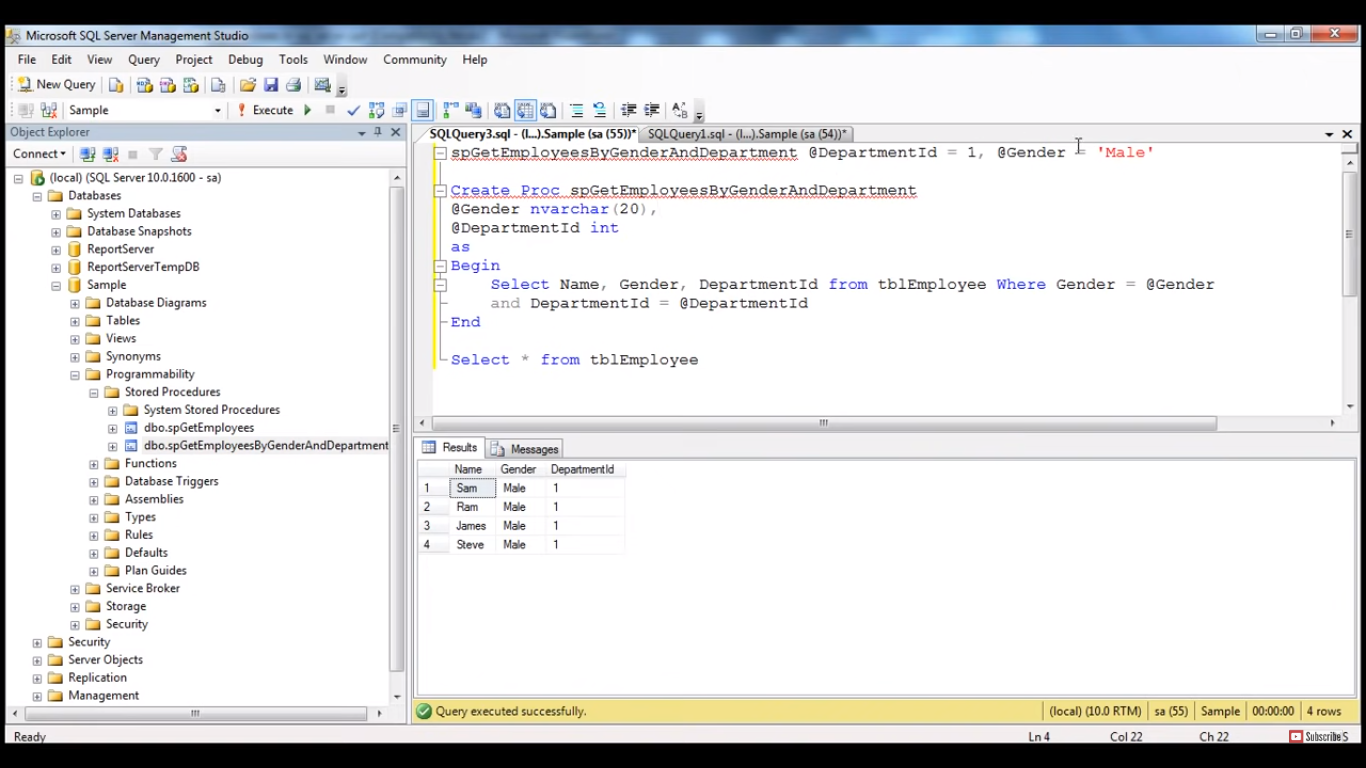 Microsoft SQL Server Management Studio
File Edit View Query Project Debug Tools Window Community Help
New Query
Sample Execute
Object Explorer
Connect
(local) (SQL Server 10.0.1600 - sa)
Databases
System Databases
Database Snapshots
ReportServer
ReportServerTempDB
Sample
Database Diagrams
Tables
Views
Synonyms
Programmability
Stored Procedures
System Stored Procedures
dbo.spGetEmployees
dbo.spGetEmployeesByGenderAndDepartment
Functions
Database Triggers
Assemblies
Types
Rules
Defaults
Plan Guides
Service Broker
Storage
Security
Security
Server Objects
Replication
Management
SQLQuery3.sql - (l...).Sample (sa (55))* SQLQuery1.sql - (l...).Sample (sa (54))*
spGetEmployeesByGenderAndDepartment @DepartmentId = 1, @Gender = 'Male'
Create Proc spGetEmployeesByGenderAndDepartment
@Gender nvarchar(20),
@DepartmentId int
as
Begin
Select Name, Gender, DepartmentId from tblEmployee Where Gender = @Gender
and DepartmentId = @DepartmentId
End
Select * from tblEmployee
Results Messages
Name Gender DepartmentId
1 Sam Male 1
2 Ram Male 1
3 James Male 1
4 Steve Male 1
Query executed successfully. (local) (10.0 RTM) sa (55) Sample 00:00:00 4 rows
Ready Ln 4 Col 22 Ch 22 Subscribe